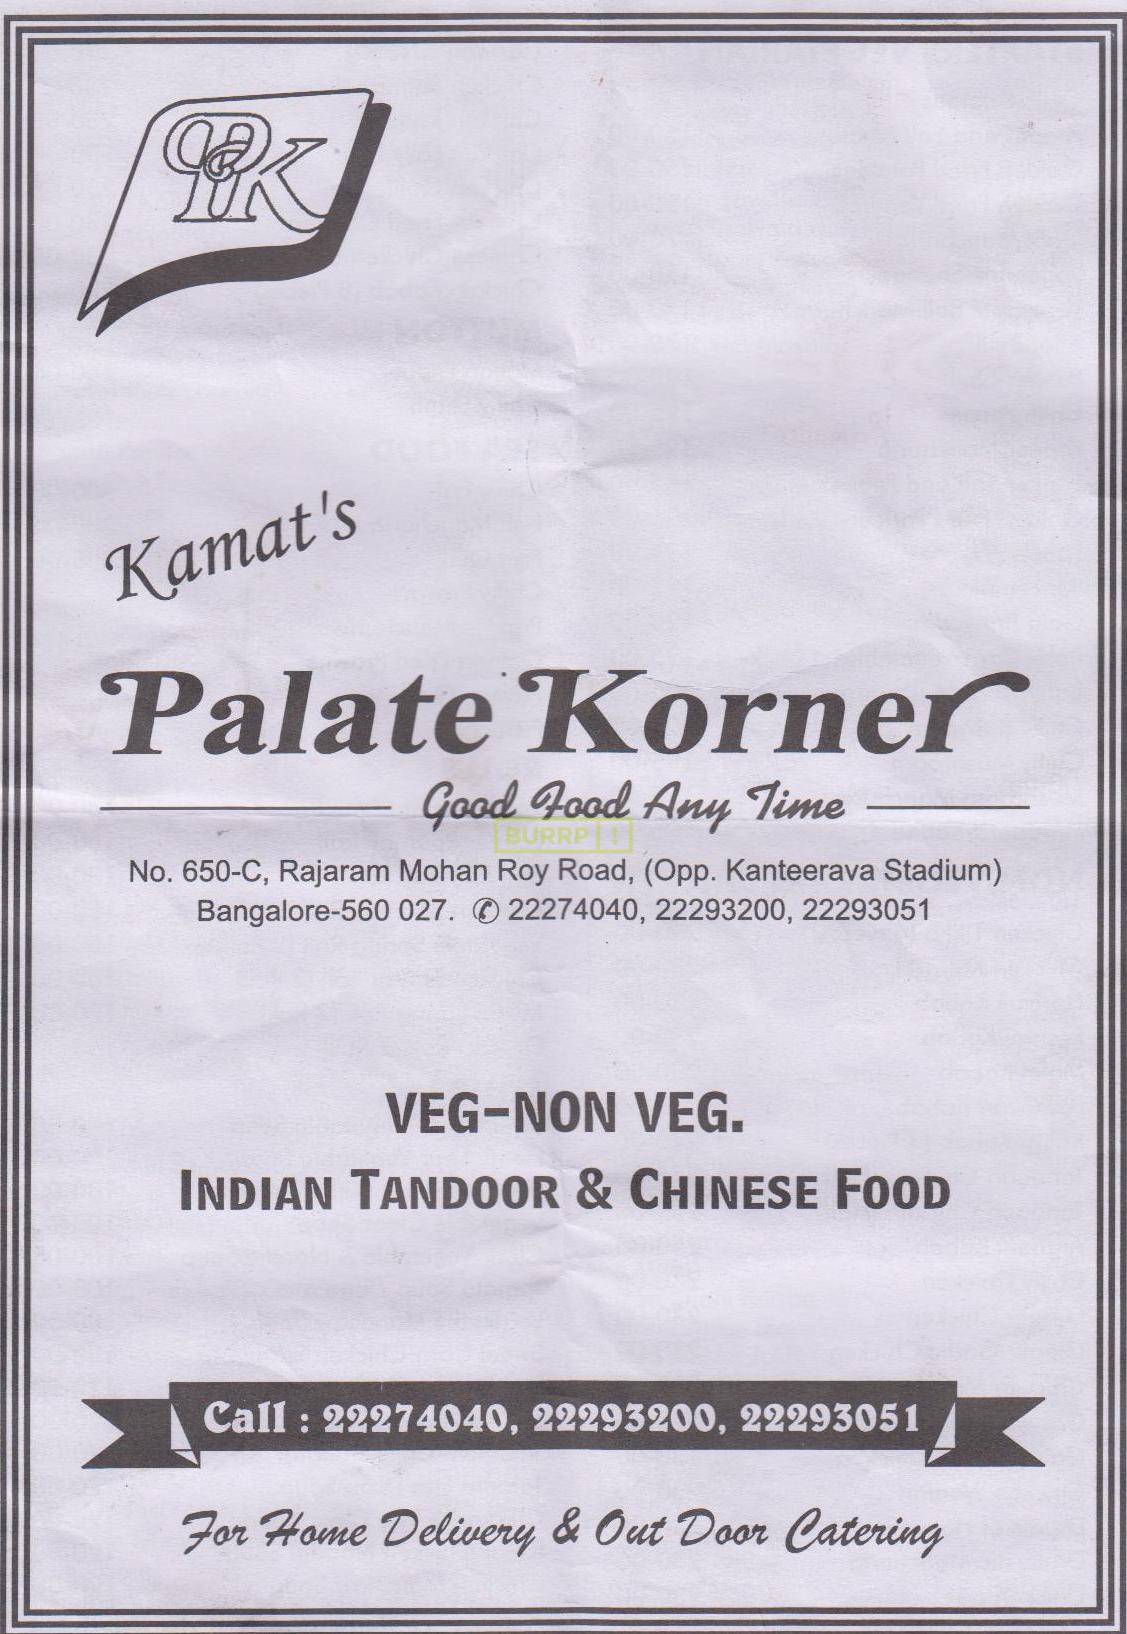 PK
Kamat's
Palate Korner
Good Food Any Time
BURRP !
No. 650-C, Rajaram Mohan Roy Road, (Opp. Kanteerava Stadium)
Bangalore-560 027. ✆ 22274040, 22293200, 22293051
VEG-NON VEG.
INDIAN TANDOOR & CHINESE FOOD
Call : 22274040, 22293200, 22293051
For Home Delivery & Out Door Catering